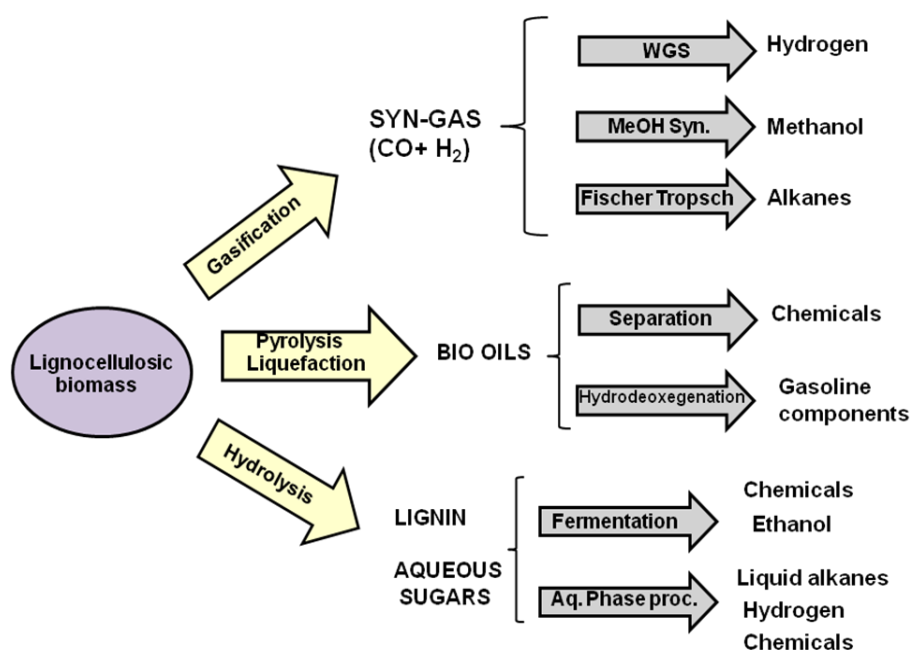 Lignocellulosic
biomass
Gasification
SYN-GAS
(CO+ H₂)
WGS
Hydrogen
MeOH Syn.
Methanol
Fischer Tropsch
Alkanes
Pyrolysis
Liquefaction
BIO OILS
Separation
Chemicals
Hydrodeoxegenation
Gasoline
components
Hydrolysis
LIGNIN
AQUEOUS
SUGARS
Fermentation
Chemicals
Ethanol
Aq. Phase proc.
Liquid alkanes
Hydrogen
Chemicals